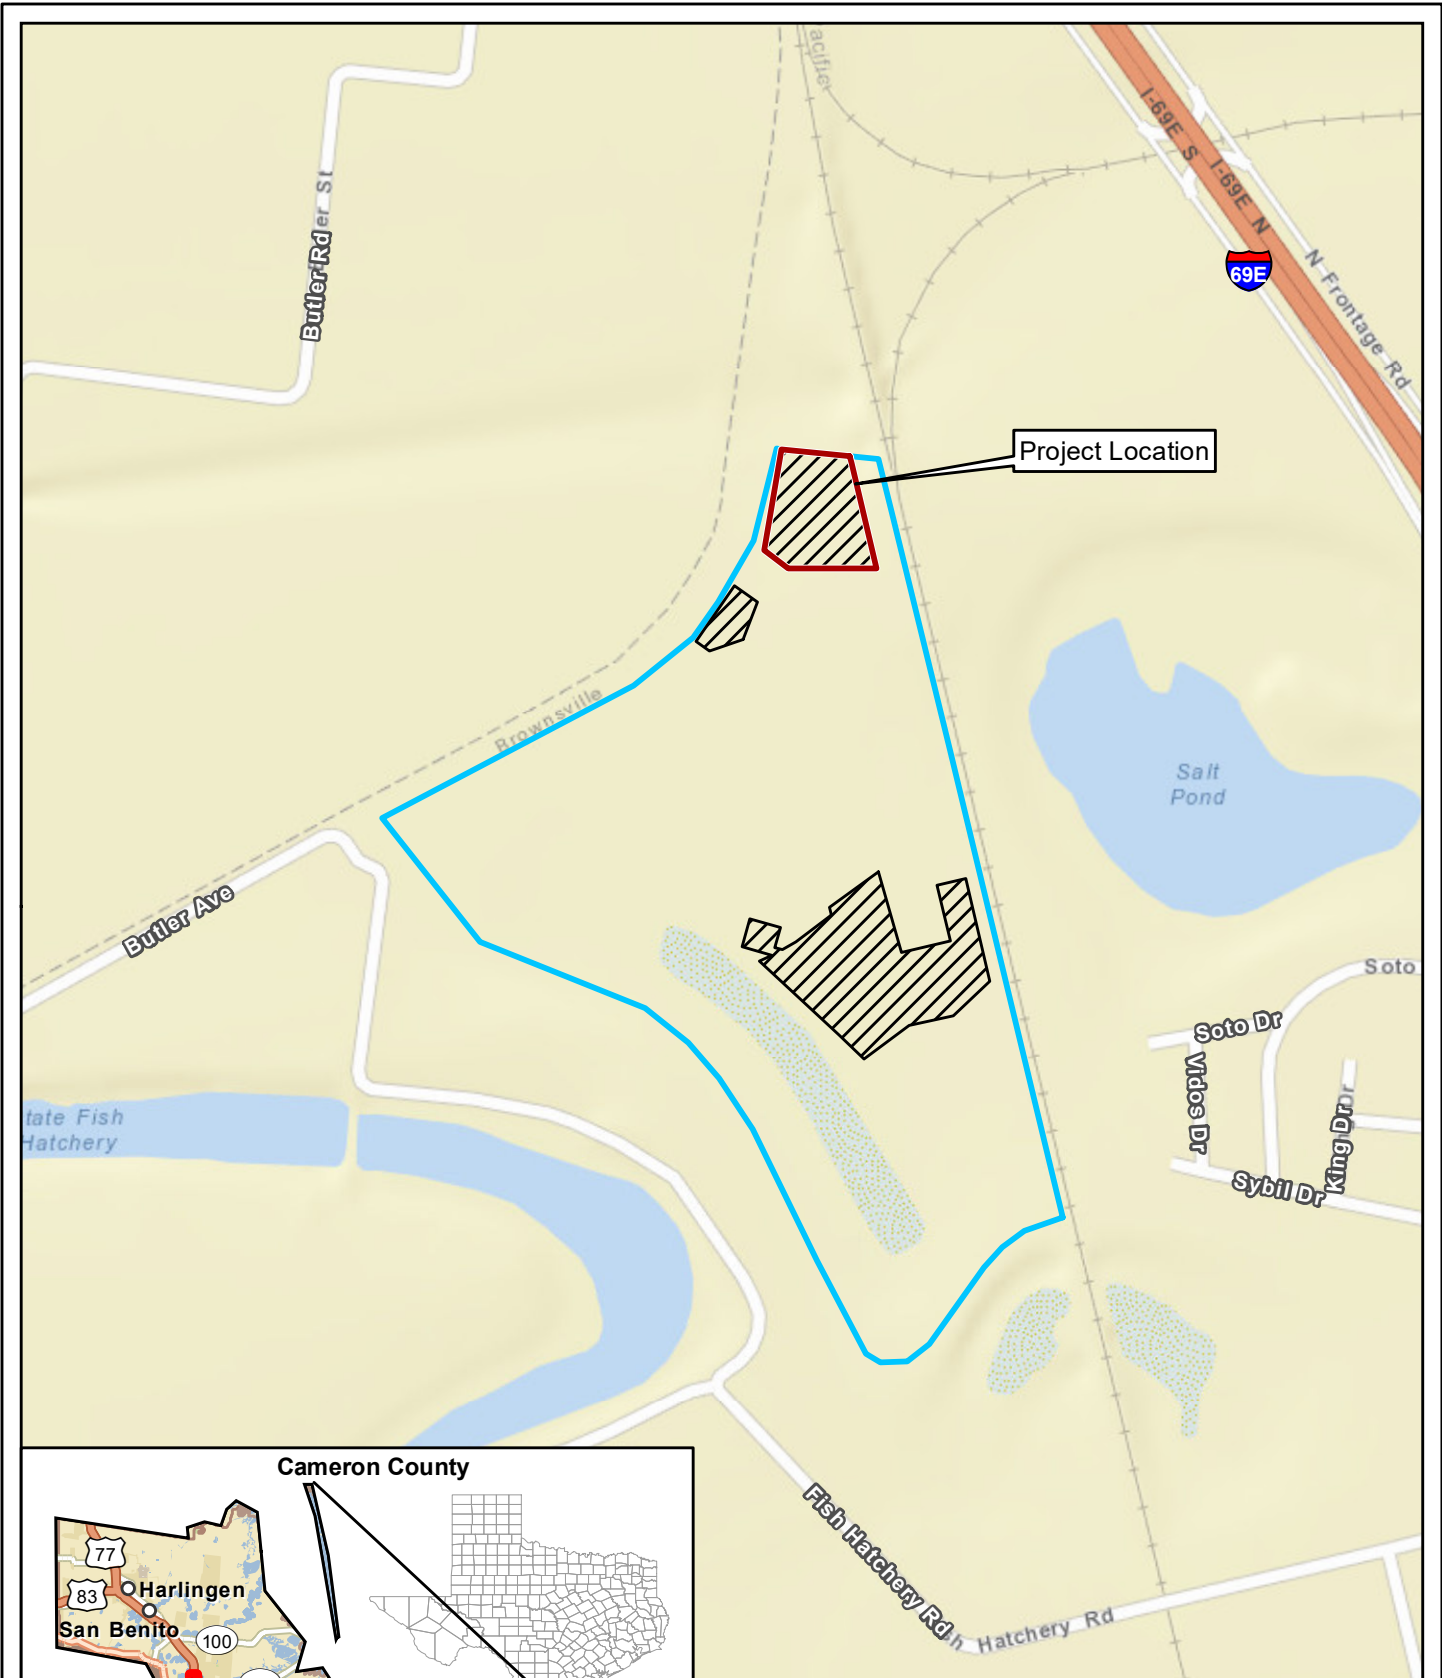 acific
I-69E S
I-69E N
N Frontage Rd
69E
er St
Butler Rd
Project Location
Brownsville
Salt
Pond
Butler Ave
Soto
Soto Dr
Vidos Dr
King Dr
Dr
Sybil Dr
tate Fish
Hatchery
Fish Hatchery Rd
h Hatchery Rd
Cameron County
77
83
Harlingen
San Benito
100